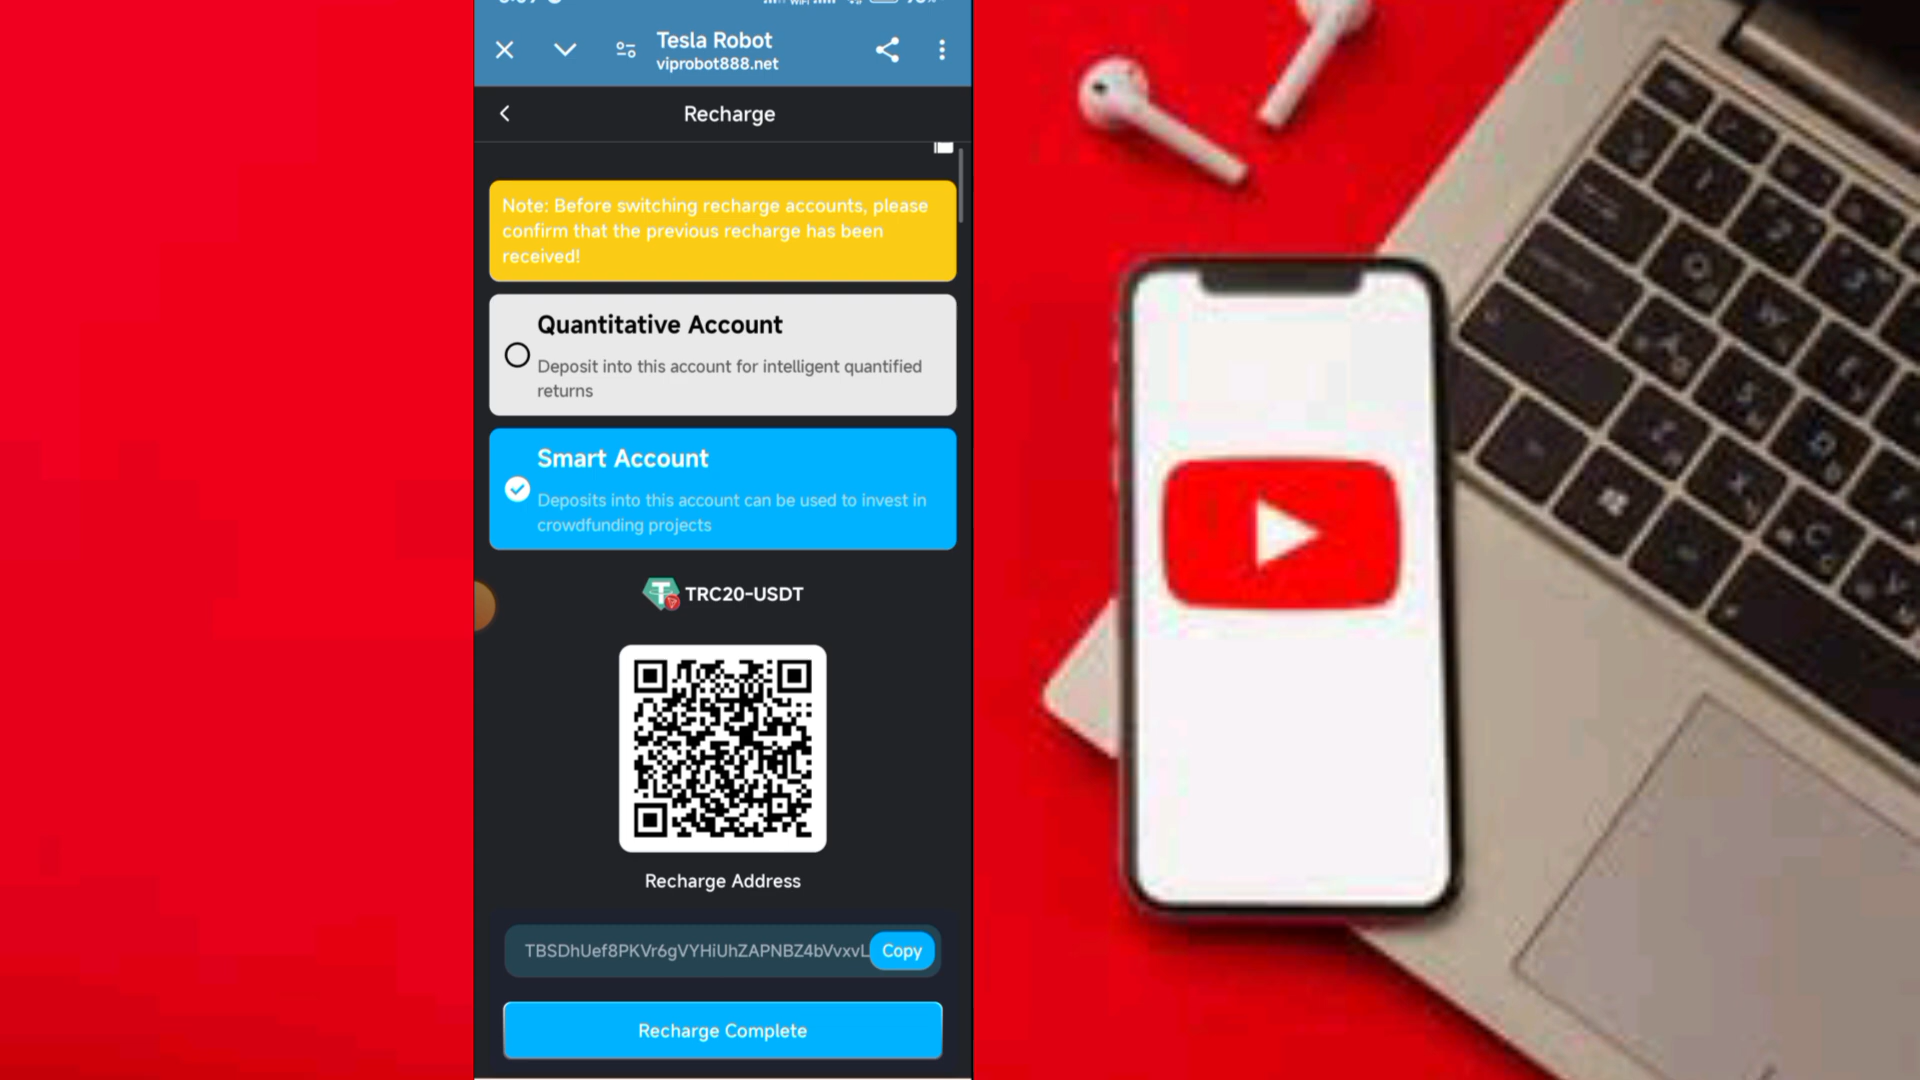 Tesla Robot
viprobot888.net
Recharge
Note: Before switching recharge accounts, please
confirm that the previous recharge has been
received!
Quantitative Account
Deposit into this account for intelligent quantified
returns
Smart Account
Deposits into this account can be used to invest in
crowdfunding projects
TRC20-USDT
Recharge Address
TBSDhUef8PKVr6gVYHiUhZAPNBZ4bVvxvL
Copy
Recharge Complete